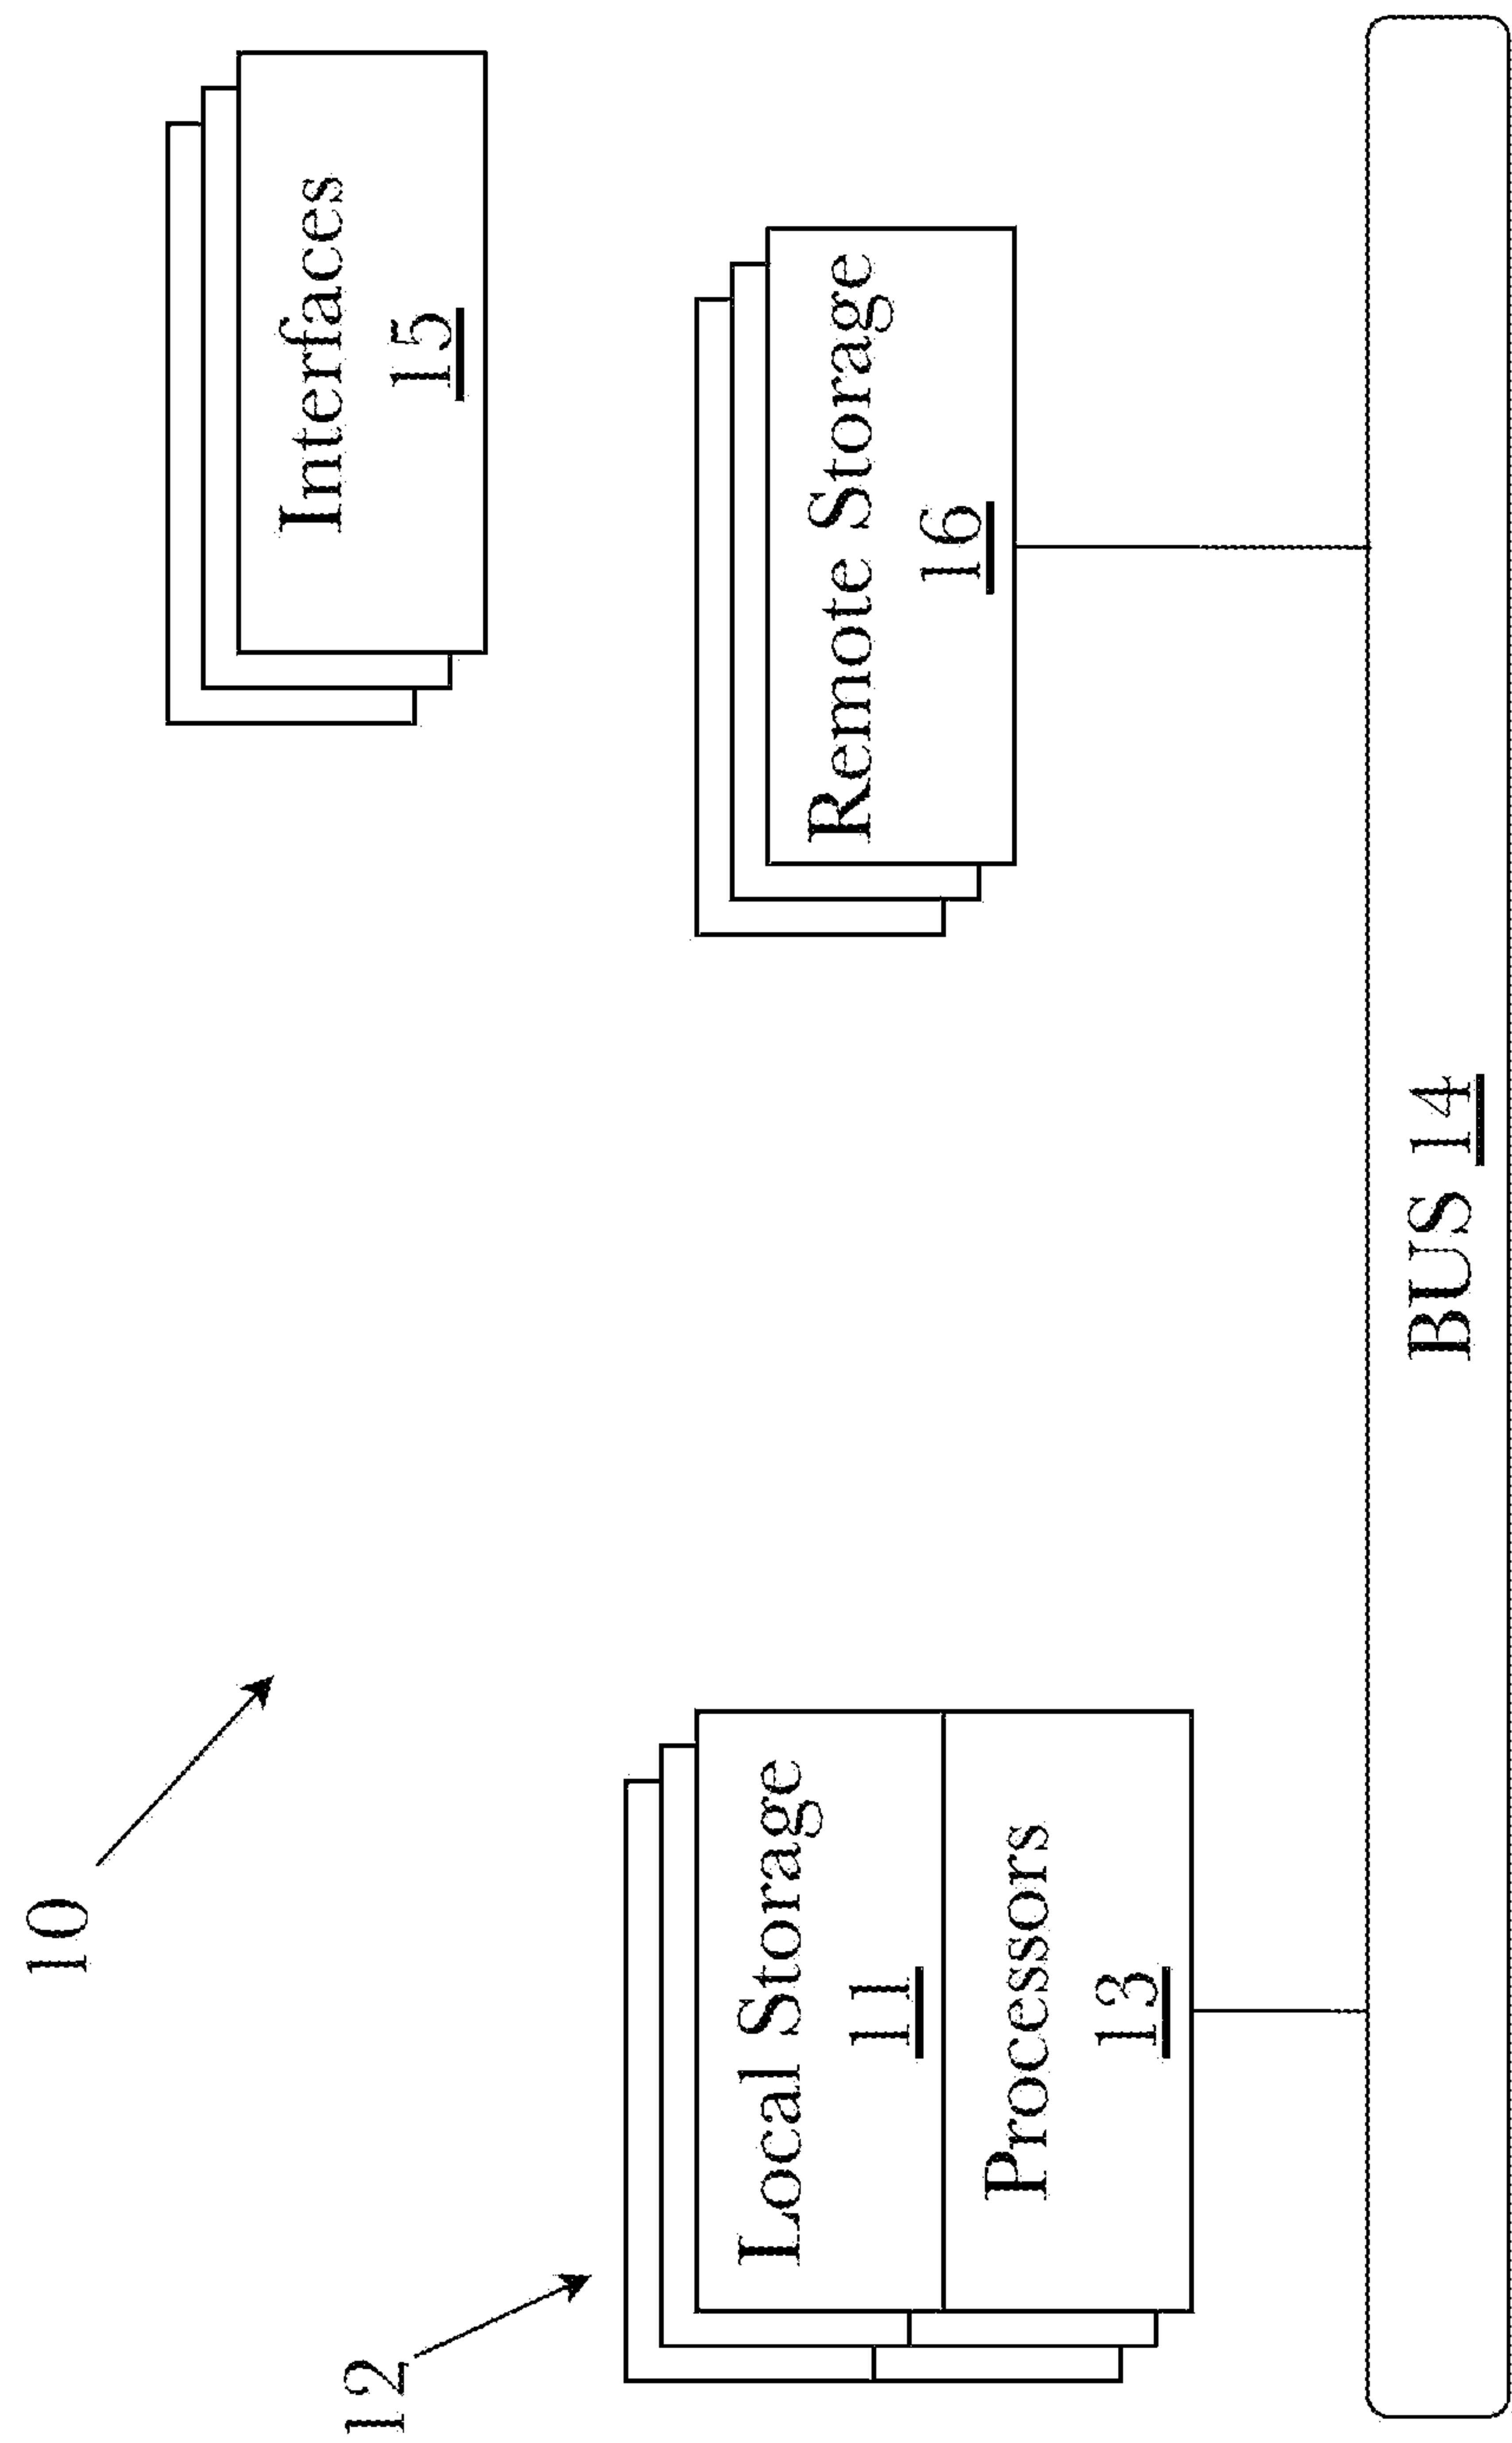 10
Interfaces
15
12
Local Storage
11
Remote Storage
16
Processors
13
BUS 14